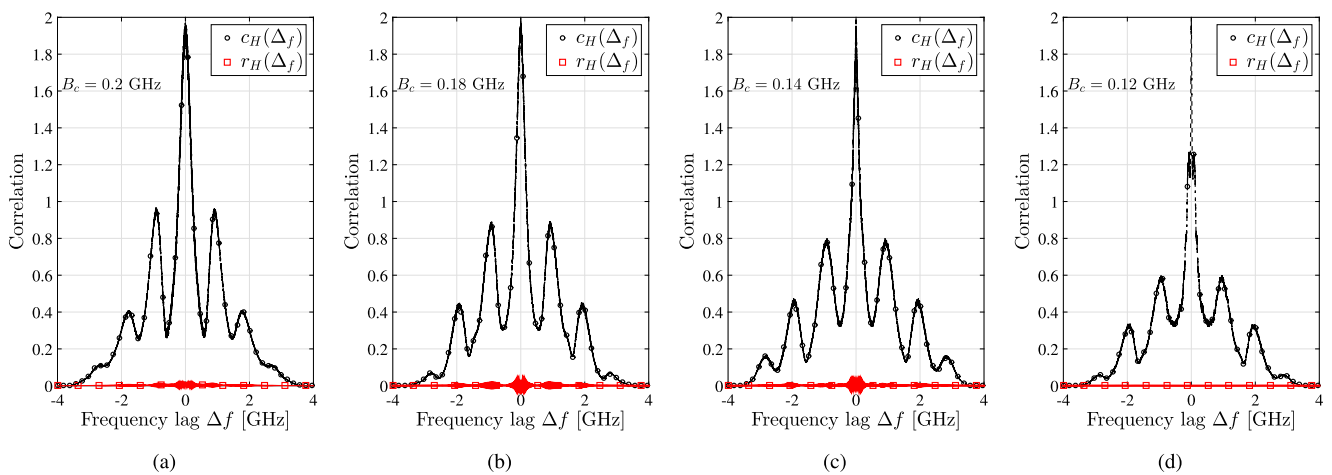 2
1.8
1.6
1.4
1.2
1
0.8
0.6
0.4
0.2
0
Correlation
c_H(Δ_f)
r_H(Δ_f)
B_c = 0.2 GHz
-4 -2 0 2 4
Frequency lag Δf [GHz]
(a)
2
1.8
1.6
1.4
1.2
1
0.8
0.6
0.4
0.2
0
Correlation
c_H(Δ_f)
r_H(Δ_f)
B_c = 0.18 GHz
-4 -2 0 2 4
Frequency lag Δf [GHz]
(b)
2
1.8
1.6
1.4
1.2
1
0.8
0.6
0.4
0.2
0
Correlation
c_H(Δ_f)
r_H(Δ_f)
B_c = 0.14 GHz
-4 -2 0 2 4
Frequency lag Δf [GHz]
(c)
2
1.8
1.6
1.4
1.2
1
0.8
0.6
0.4
0.2
0
Correlation
c_H(Δ_f)
r_H(Δ_f)
B_c = 0.12 GHz
-4 -2 0 2 4
Frequency lag Δf [GHz]
(d)